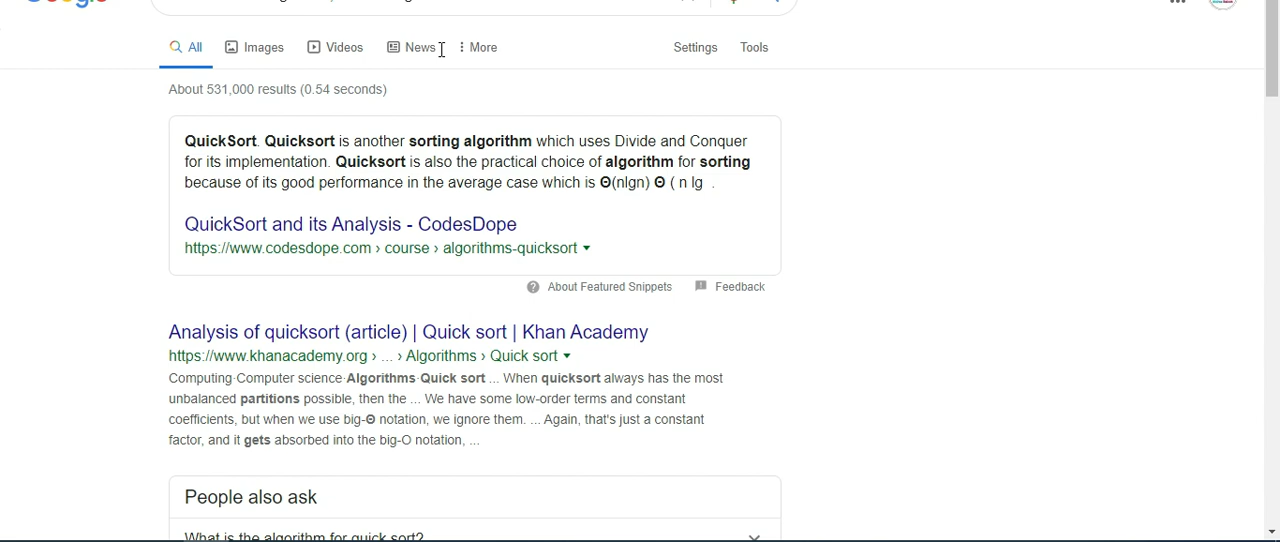 All
Images
Videos
News
More
Settings
Tools
About 531,000 results (0.54 seconds)
QuickSort. Quicksort is another sorting algorithm which uses Divide and Conquer
for its implementation. Quicksort is also the practical choice of algorithm for sorting
because of its good performance in the average case which is Θ(nlgn) Θ ( n lg .
QuickSort and its Analysis - CodesDope
https://www.codesdope.com › course › algorithms-quicksort
About Featured Snippets
Feedback
Analysis of quicksort (article) | Quick sort | Khan Academy
https://www.khanacademy.org › ... › Algorithms › Quick sort
Computing·Computer science·Algorithms·Quick sort ... When quicksort always has the most
unbalanced partitions possible, then the ... We have some low-order terms and constant
coefficients, but when we use big-Θ notation, we ignore them. ... Again, that's just a constant
factor, and it gets absorbed into the big-O notation, ...
People also ask
What is the algorithm for quick sort?